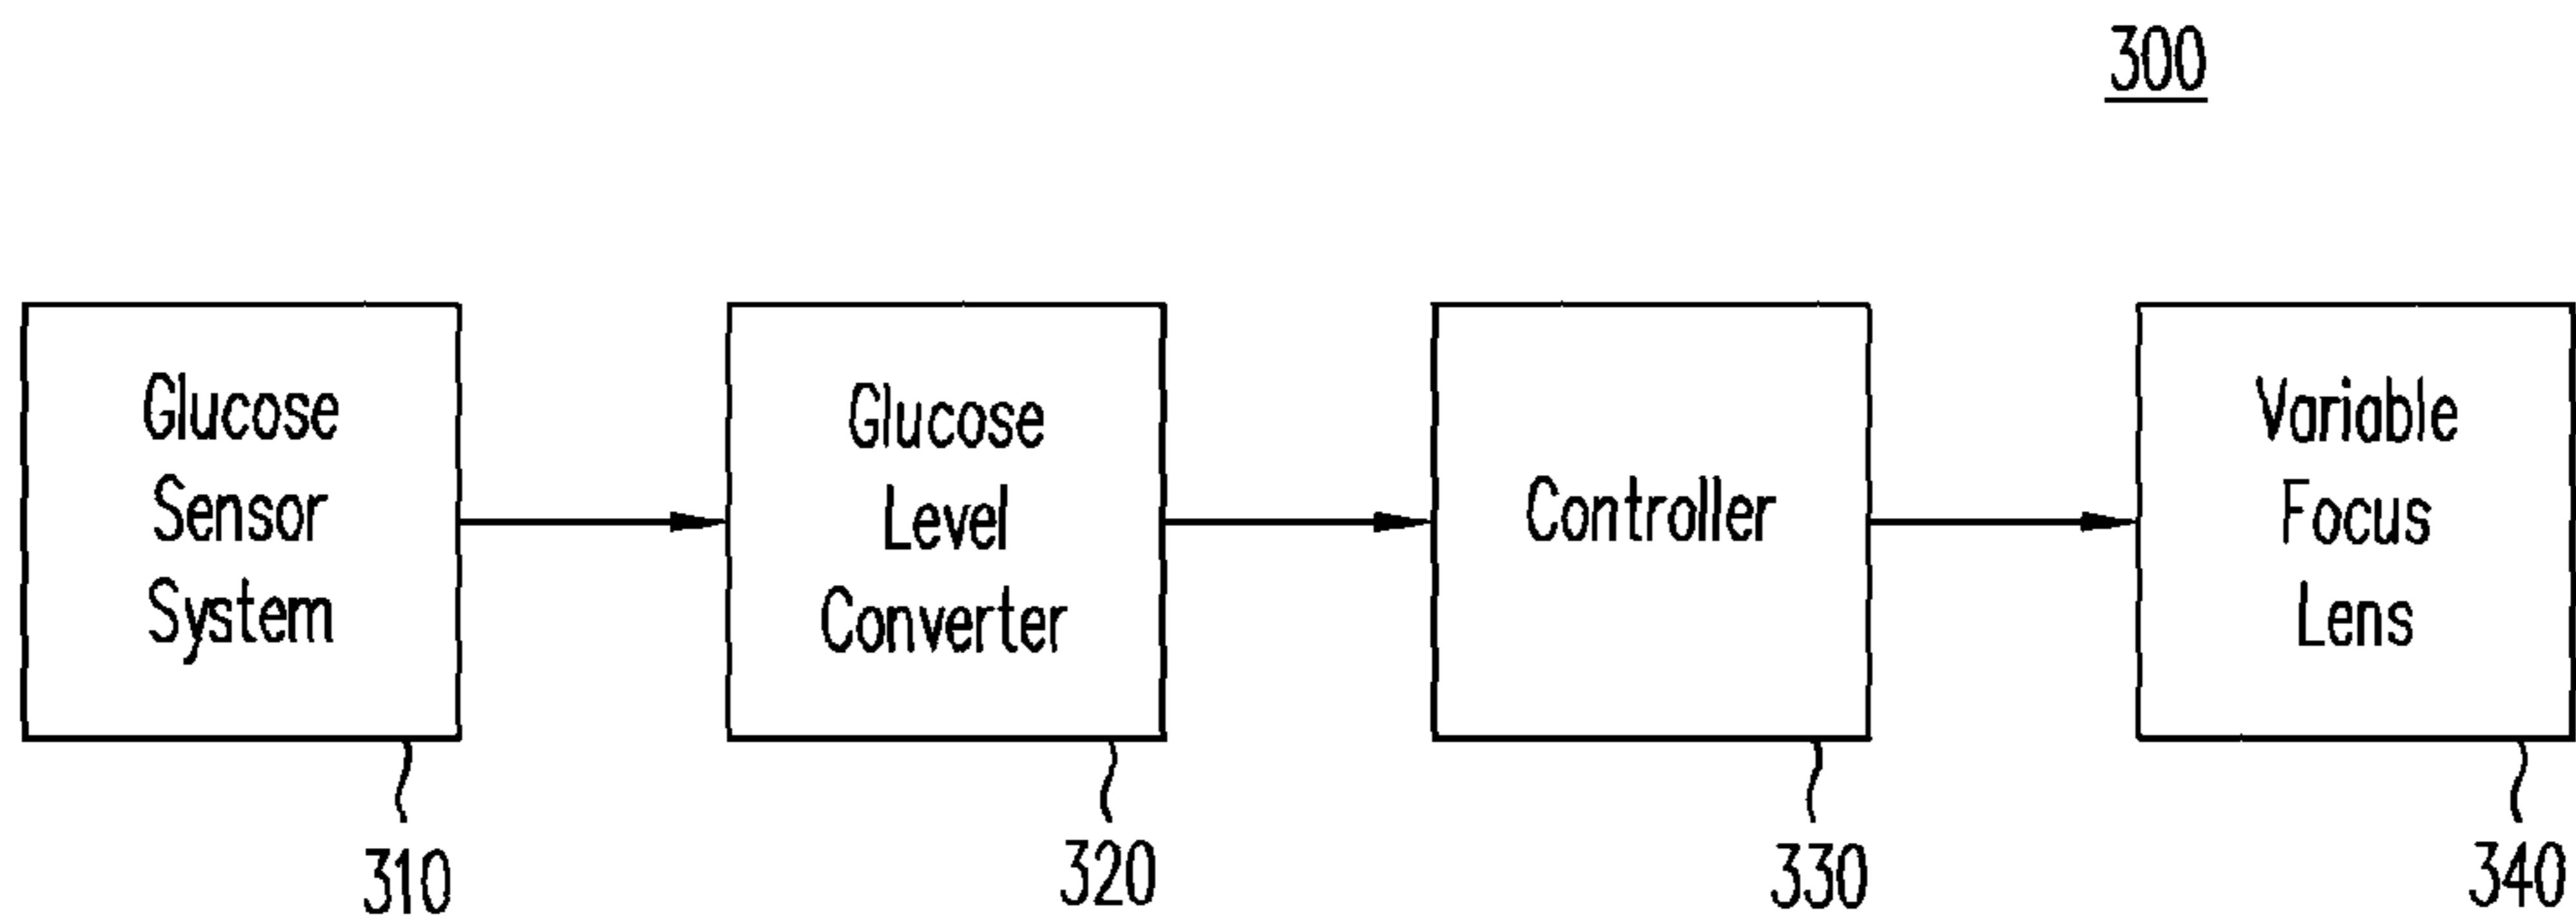 300
Glucose
Sensor
System
Glucose
Level
Converter
Controller
Variable
Focus
Lens
310
320
330
340